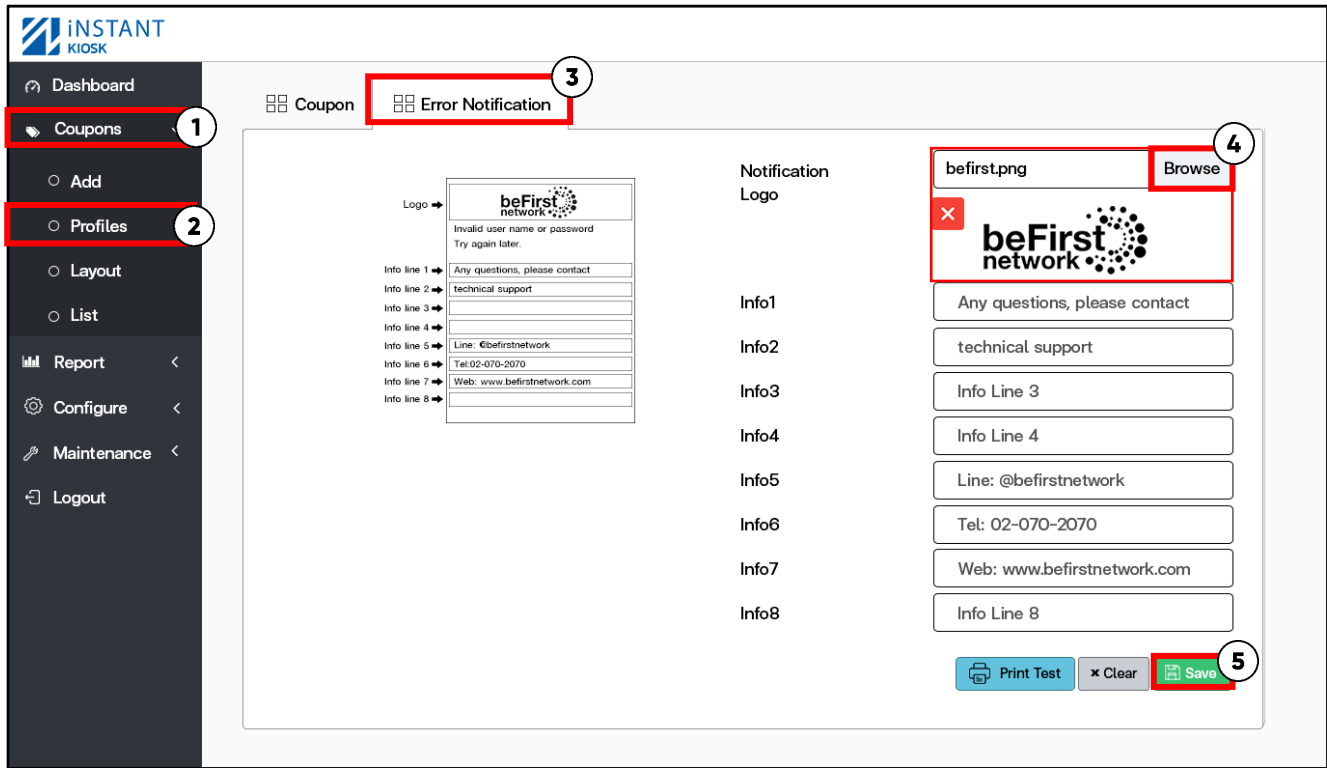 iNSTANT
KIOSK
Dashboard
Coupons
1
Add
Profiles
2
Layout
List
Report
Configure
Maintenance
Logout
Coupon
Error Notification
3
Logo
beFirst
network
Invalid user name or password
Try again later.
Info line 1 Any questions, please contact
Info line 2 technical support
Info line 3
Info line 4
Info line 5 Line: @befirstnetwork
Info line 6 Tel:02-070-2070
Info line 7 Web: www.befirstnetwork.com
Info line 8
Notification
Logo
befirst.png
Browse
4
beFirst
network
Info1 Any questions, please contact
Info2 technical support
Info3 Info Line 3
Info4 Info Line 4
Info5 Line: @befirstnetwork
Info6 Tel: 02-070-2070
Info7 Web: www.befirstnetwork.com
Info8 Info Line 8
Print Test
Clear
Save
5